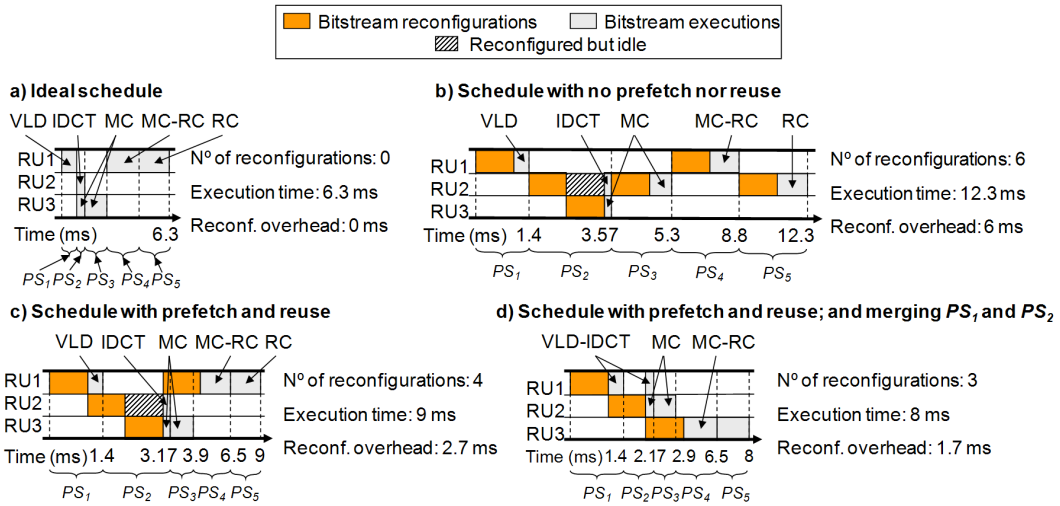 Bitstream reconfigurations
Bitstream executions
Reconfigured but idle
a) Ideal schedule
VLD IDCT MC MC-RC RC
RU1
RU2
RU3
Nº of reconfigurations: 0
Execution time: 6.3 ms
Reconf. overhead: 0 ms
Time (ms) 6.3
PS1 PS2 PS3 PS4 PS5
b) Schedule with no prefetch nor reuse
VLD IDCT MC MC-RC RC
RU1
RU2
RU3
Nº of reconfigurations: 6
Execution time: 12.3 ms
Reconf. overhead: 6 ms
Time (ms) 1.4 3.57 5.3 8.8 12.3
PS1 PS2 PS3 PS4 PS5
c) Schedule with prefetch and reuse
VLD IDCT MC MC-RC RC
RU1
RU2
RU3
Nº of reconfigurations: 4
Execution time: 9 ms
Reconf. overhead: 2.7 ms
Time (ms) 1.4 3.17 3.9 6.5 9
PS1 PS2 PS3 PS4 PS5
d) Schedule with prefetch and reuse; and merging PS1 and PS2
VLD-IDCT MC MC-RC
RU1
RU2
RU3
Nº of reconfigurations: 3
Execution time: 8 ms
Reconf. overhead: 1.7 ms
Time (ms) 1.4 2.17 2.9 6.5 8
PS1 PS2 PS3 PS4 PS5